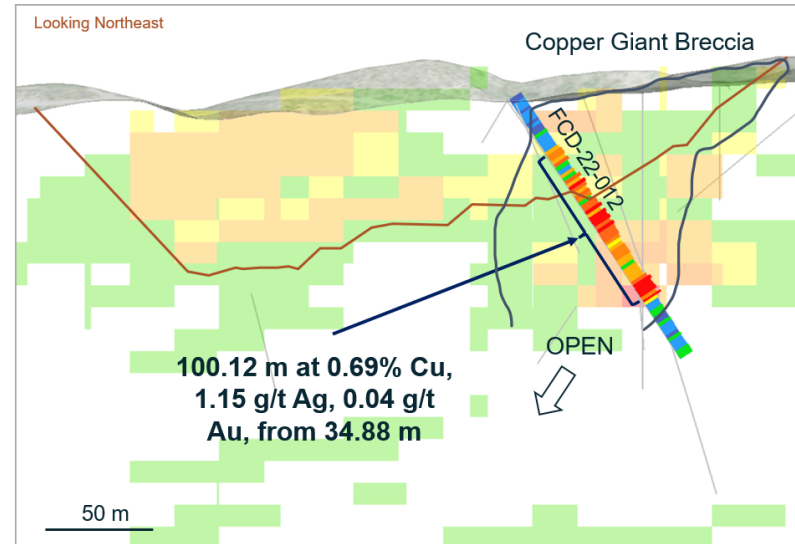 Looking Northeast
Copper Giant Breccia
FCD-22-012
OPEN
100.12 m at 0.69% Cu,
1.15 g/t Ag, 0.04 g/t
Au, from 34.88 m
50 m